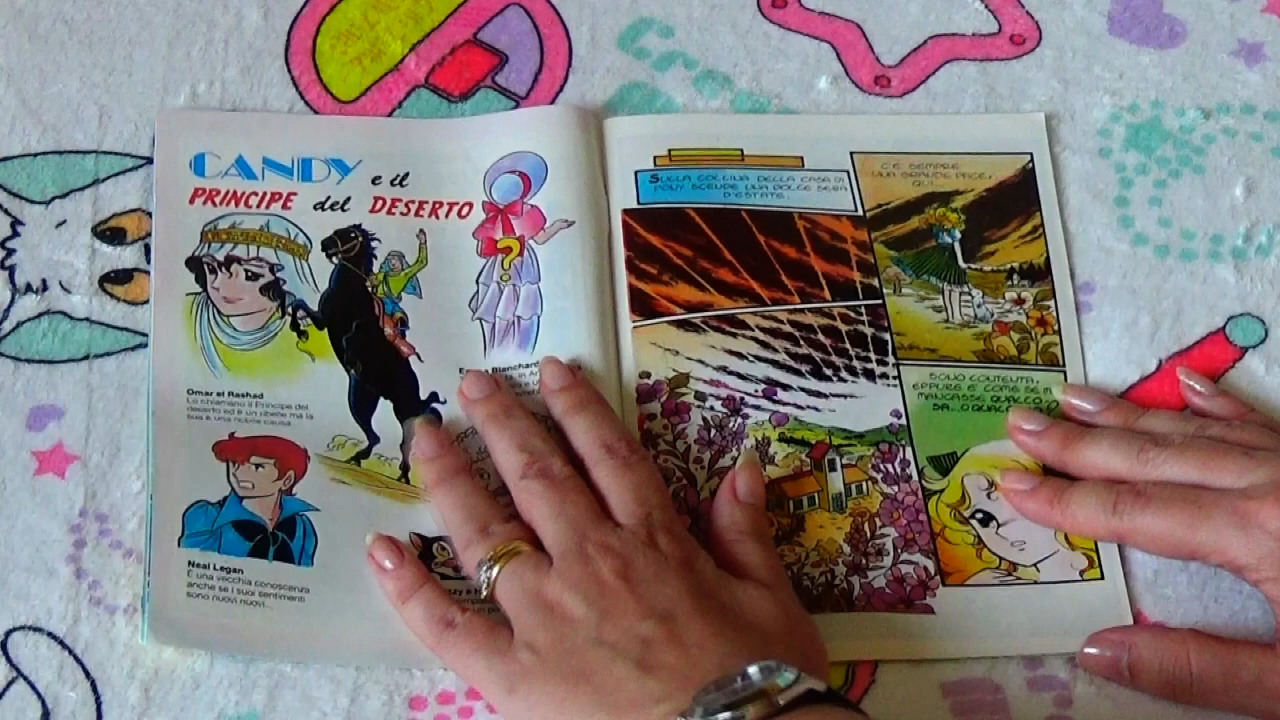 CANDY e il
PRINCIPE del DESERTO
?
Omar el Rashad
Lo chiamano il Principe del
deserto ed è un ribelle ma la
sua è una nobile causa
Blanchard
Neal Legan
È una vecchia conoscenza
anche se i suoi sentimenti
sono nuovi nuovi...
SULLA COLLINA DELLA CASA DI
PONY SCENDE UNA DOLCE SERA
D'ESTATE.
C'È SEMPRE
UNA GRANDE PACE,
QUI...
SONO CONTENTA,
EPPURE È COME SE MI
MANCASSE QUALCO-
SA... O